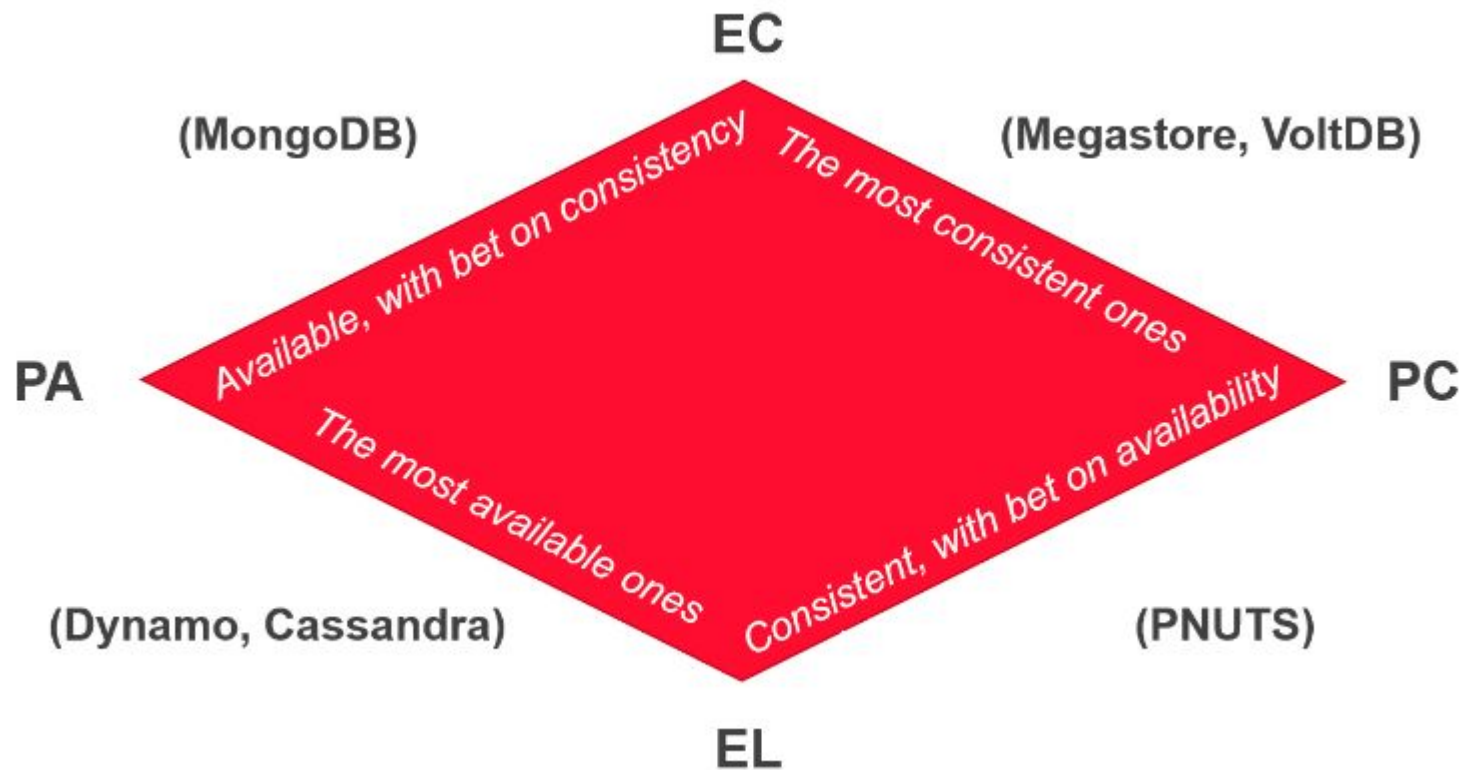 EC
(MongoDB)
(Megastore, VoltDB)
Available, with bet on consistency
The most consistent ones
PA
PC
The most available ones
Consistent, with bet on availability
(Dynamo, Cassandra)
(PNUTS)
EL